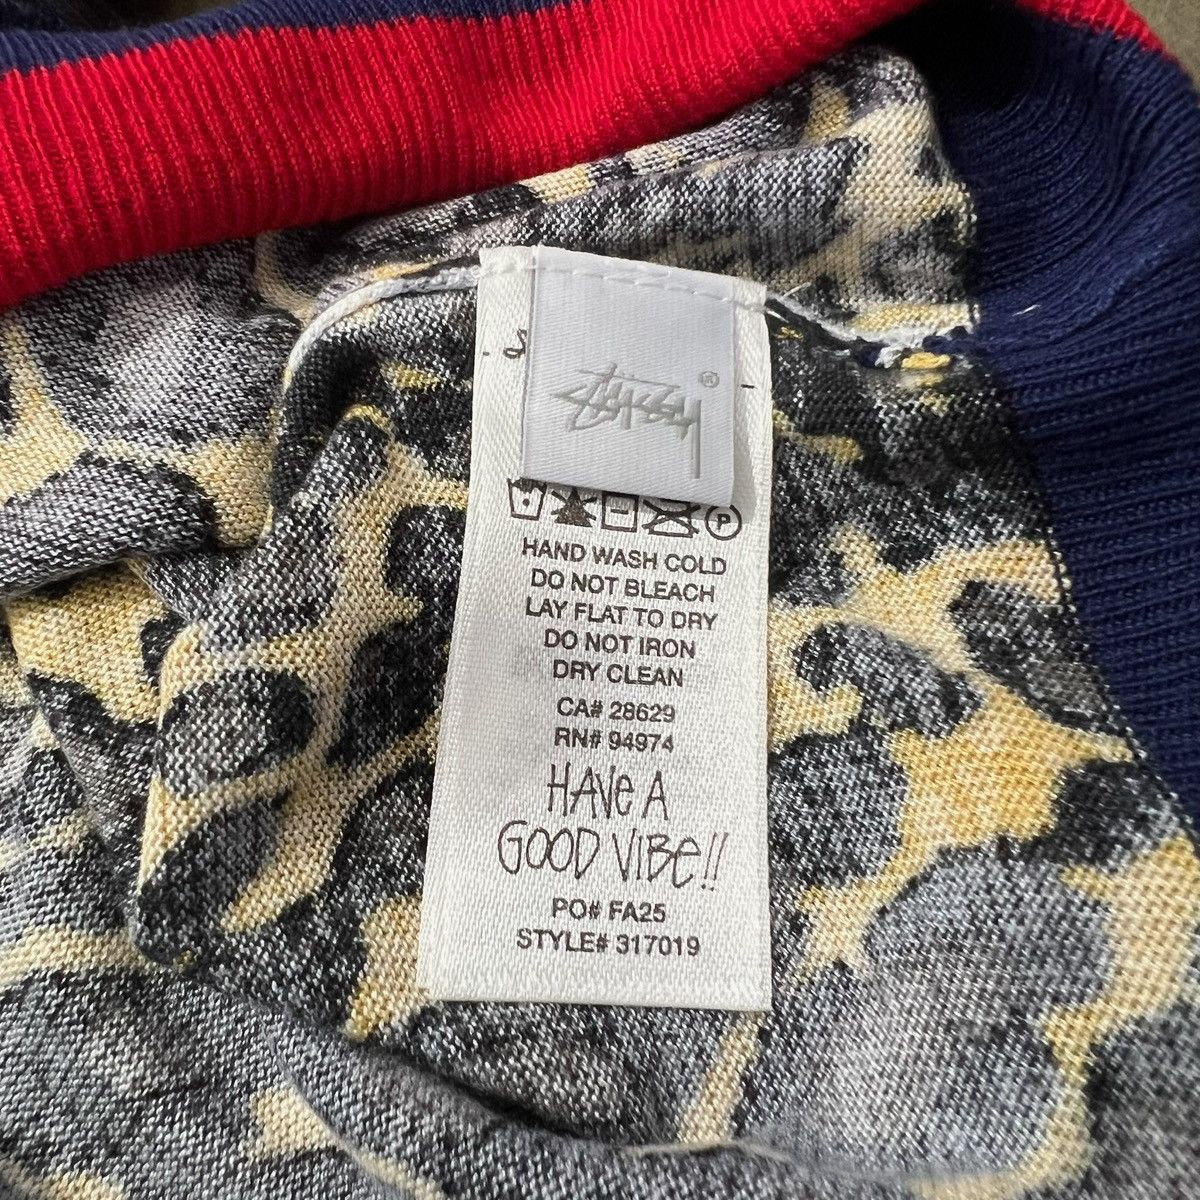 Stüssy ®
P
HAND WASH COLD
DO NOT BLEACH
LAY FLAT TO DRY
DO NOT IRON
DRY CLEAN
CA# 28629
RN# 94974
HAVE A
GOOD VIBE!!
PO# FA25
STYLE# 317019